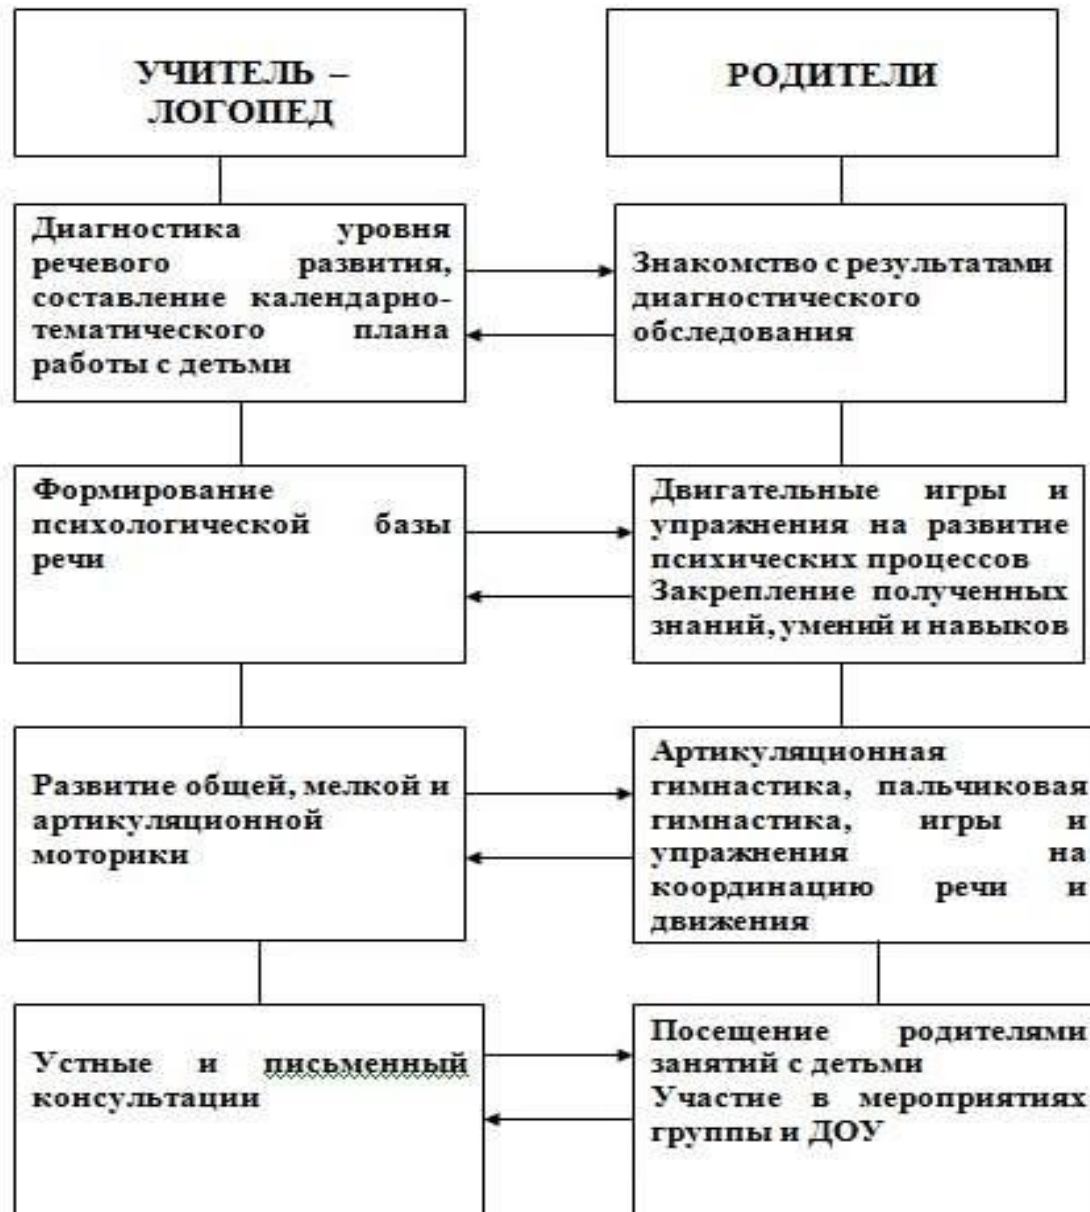 УЧИТЕЛЬ –
ЛОГОПЕД
РОДИТЕЛИ
Диагностика уровня
речевого развития,
составление календарно-
тематического плана
работы с детьми
Знакомство с результатами
диагностического
обследования
Формирование
психологической базы
речи
Двигательные игры и
упражнения на развитие
психических процессов
Закрепление полученных
знаний, умений и навыков
Развитие общей, мелкой и
артикуляционной
моторики
Артикуляционная
гимнастика, пальчиковая
гимнастика, игры и
упражнения на
координацию речи и
движения
Устные и письменный
консультации
Посещение родителями
занятий с детьми
Участие в мероприятиях
группы и ДОУ